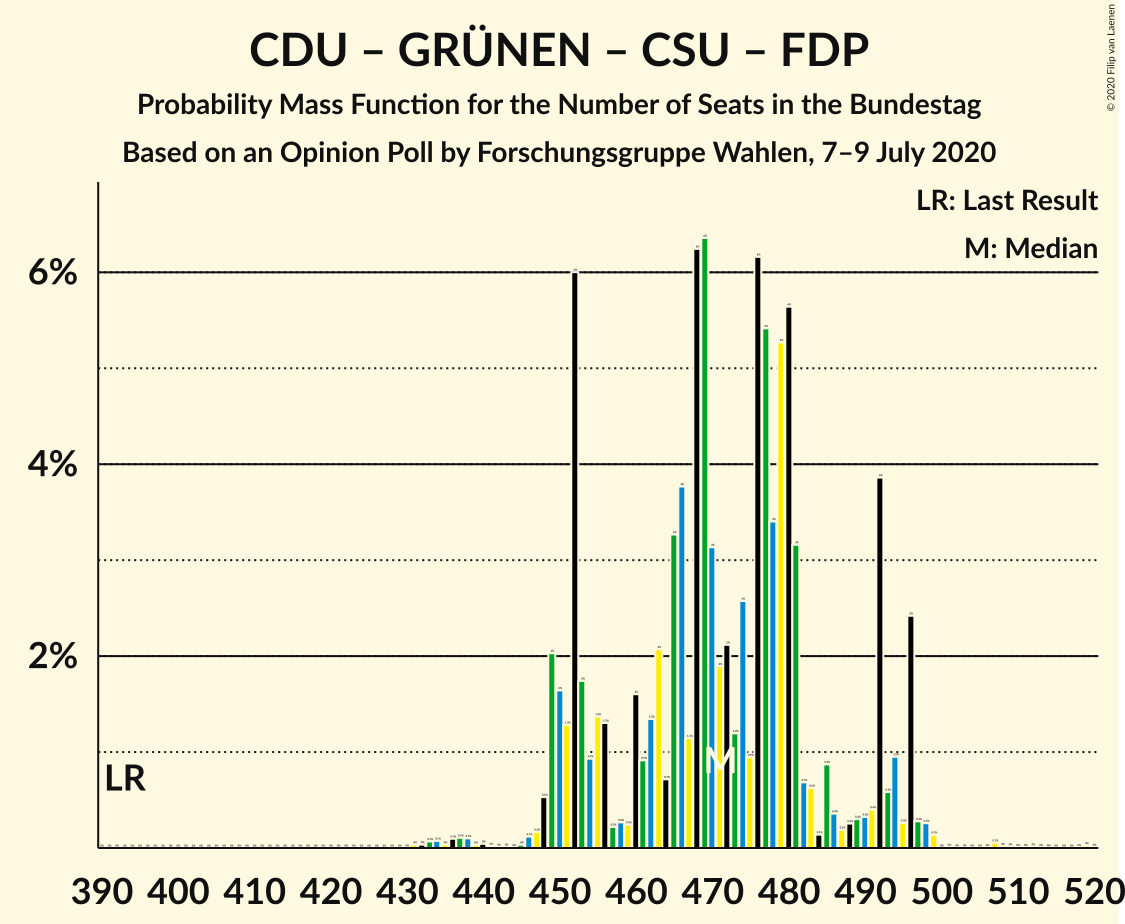 CDU – GRÜNEN – CSU – FDP
Probability Mass Function for the Number of Seats in the Bundestag
Based on an Opinion Poll by Forschungsgruppe Wahlen, 7–9 July 2020
© 2020 Filip van Laenen
LR: Last Result
M: Median
6%
4%
2%
LR
M
390 400 410 420 430 440 450 460 470 480 490 500 510 520